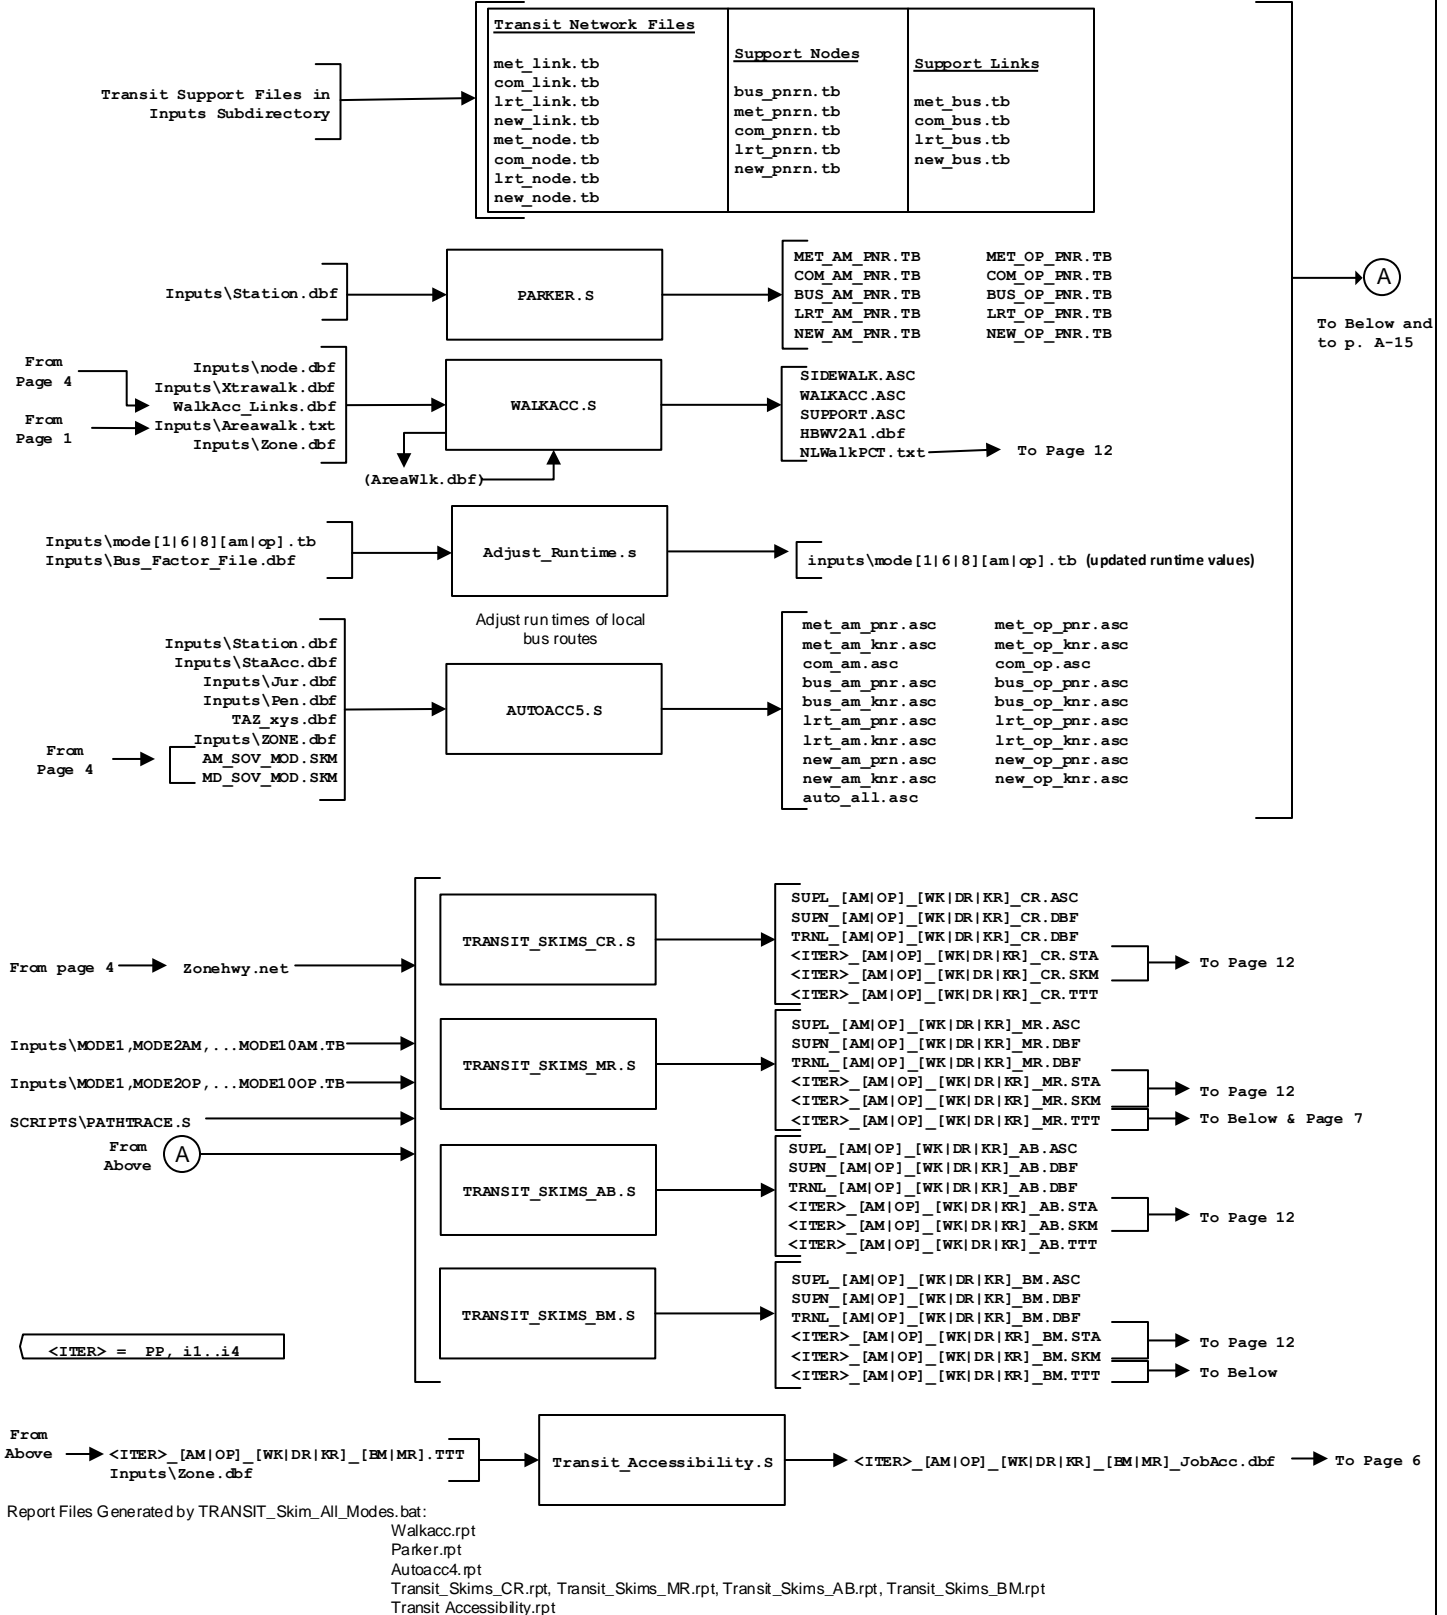 Transit Support Files in
Inputs Subdirectory
Transit Network Files
met_link.tb
com_link.tb
lrt_link.tb
new_link.tb
met_node.tb
com_node.tb
lrt_node.tb
new_node.tb
Support Nodes
bus_pnrn.tb
met_pnrn.tb
com_pnrn.tb
lrt_pnrn.tb
new_pnrn.tb
Support Links
met_bus.tb
com_bus.tb
lrt_bus.tb
new_bus.tb
Inputs\Station.dbf
PARKER.S
MET_AM_PNR.TB MET_OP_PNR.TB
COM_AM_PNR.TB COM_OP_PNR.TB
BUS_AM_PNR.TB BUS_OP_PNR.TB
LRT_AM_PNR.TB LRT_OP_PNR.TB
NEW_AM_PNR.TB NEW_OP_PNR.TB
A
To Below and
to p. A-15
From
Page 4
From
Page 1
Inputs\node.dbf
Inputs\Xtrawalk.dbf
WalkAcc_Links.dbf
Inputs\Areawalk.txt
Inputs\Zone.dbf
WALKACC.S
(AreaWlk.dbf)
SIDEWALK.ASC
WALKACC.ASC
SUPPORT.ASC
HBWV2A1.dbf
NLWalkPCT.txt
To Page 12
Inputs\mode[1|6|8][am|op].tb
Inputs\Bus_Factor_File.dbf
Adjust_Runtime.s
inputs\mode[1|6|8][am|op].tb (updated runtime values)
Adjust run times of local
bus routes
Inputs\Station.dbf
Inputs\StaAcc.dbf
Inputs\Jur.dbf
Inputs\Pen.dbf
TAZ_xys.dbf
Inputs\ZONE.dbf
AM_SOV_MOD.SKM
MD_SOV_MOD.SKM
From
Page 4
AUTOACC5.S
met_am_pnr.asc met_op_pnr.asc
met_am_knr.asc met_op_knr.asc
com_am.asc com_op.asc
bus_am_pnr.asc bus_op_pnr.asc
bus_am_knr.asc bus_op_knr.asc
lrt_am_pnr.asc lrt_op_pnr.asc
lrt_am.knr.asc lrt_op_knr.asc
new_am_prn.asc new_op_pnr.asc
new_am_knr.asc new_op_knr.asc
auto_all.asc
From page 4
Zonehwy.net
Inputs\MODE1,MODE2AM,...MODE10AM.TB
Inputs\MODE1,MODE2OP,...MODE10OP.TB
SCRIPTS\PATHTRACE.S
From
Above
A
TRANSIT_SKIMS_CR.S
SUPL_[AM|OP]_[WK|DR|KR]_CR.ASC
SUPN_[AM|OP]_[WK|DR|KR]_CR.DBF
TRNL_[AM|OP]_[WK|DR|KR]_CR.DBF
<ITER>_[AM|OP]_[WK|DR|KR]_CR.STA
<ITER>_[AM|OP]_[WK|DR|KR]_CR.SKM
<ITER>_[AM|OP]_[WK|DR|KR]_CR.TTT
To Page 12
TRANSIT_SKIMS_MR.S
SUPL_[AM|OP]_[WK|DR|KR]_MR.ASC
SUPN_[AM|OP]_[WK|DR|KR]_MR.DBF
TRNL_[AM|OP]_[WK|DR|KR]_MR.DBF
<ITER>_[AM|OP]_[WK|DR|KR]_MR.STA
<ITER>_[AM|OP]_[WK|DR|KR]_MR.SKM
<ITER>_[AM|OP]_[WK|DR|KR]_MR.TTT
To Page 12
To Below & Page 7
TRANSIT_SKIMS_AB.S
SUPL_[AM|OP]_[WK|DR|KR]_AB.ASC
SUPN_[AM|OP]_[WK|DR|KR]_AB.DBF
TRNL_[AM|OP]_[WK|DR|KR]_AB.DBF
<ITER>_[AM|OP]_[WK|DR|KR]_AB.STA
<ITER>_[AM|OP]_[WK|DR|KR]_AB.SKM
<ITER>_[AM|OP]_[WK|DR|KR]_AB.TTT
To Page 12
TRANSIT_SKIMS_BM.S
SUPL_[AM|OP]_[WK|DR|KR]_BM.ASC
SUPN_[AM|OP]_[WK|DR|KR]_BM.DBF
TRNL_[AM|OP]_[WK|DR|KR]_BM.DBF
<ITER>_[AM|OP]_[WK|DR|KR]_BM.STA
<ITER>_[AM|OP]_[WK|DR|KR]_BM.SKM
<ITER>_[AM|OP]_[WK|DR|KR]_BM.TTT
To Page 12
To Below
<ITER> = PP, i1..i4
From
Above
<ITER>_[AM|OP]_[WK|DR|KR]_[BM|MR].TTT
Inputs\Zone.dbf
Transit_Accessibility.S
<ITER>_[AM|OP]_[WK|DR|KR]_[BM|MR]_JobAcc.dbf
To Page 6
Report Files Generated by TRANSIT_Skim_All_Modes.bat:
Walkacc.rpt
Parker.rpt
Autoacc4.rpt
Transit_Skims_CR.rpt, Transit_Skims_MR.rpt, Transit_Skims_AB.rpt, Transit_Skims_BM.rpt
Transit Accessibility.rpt